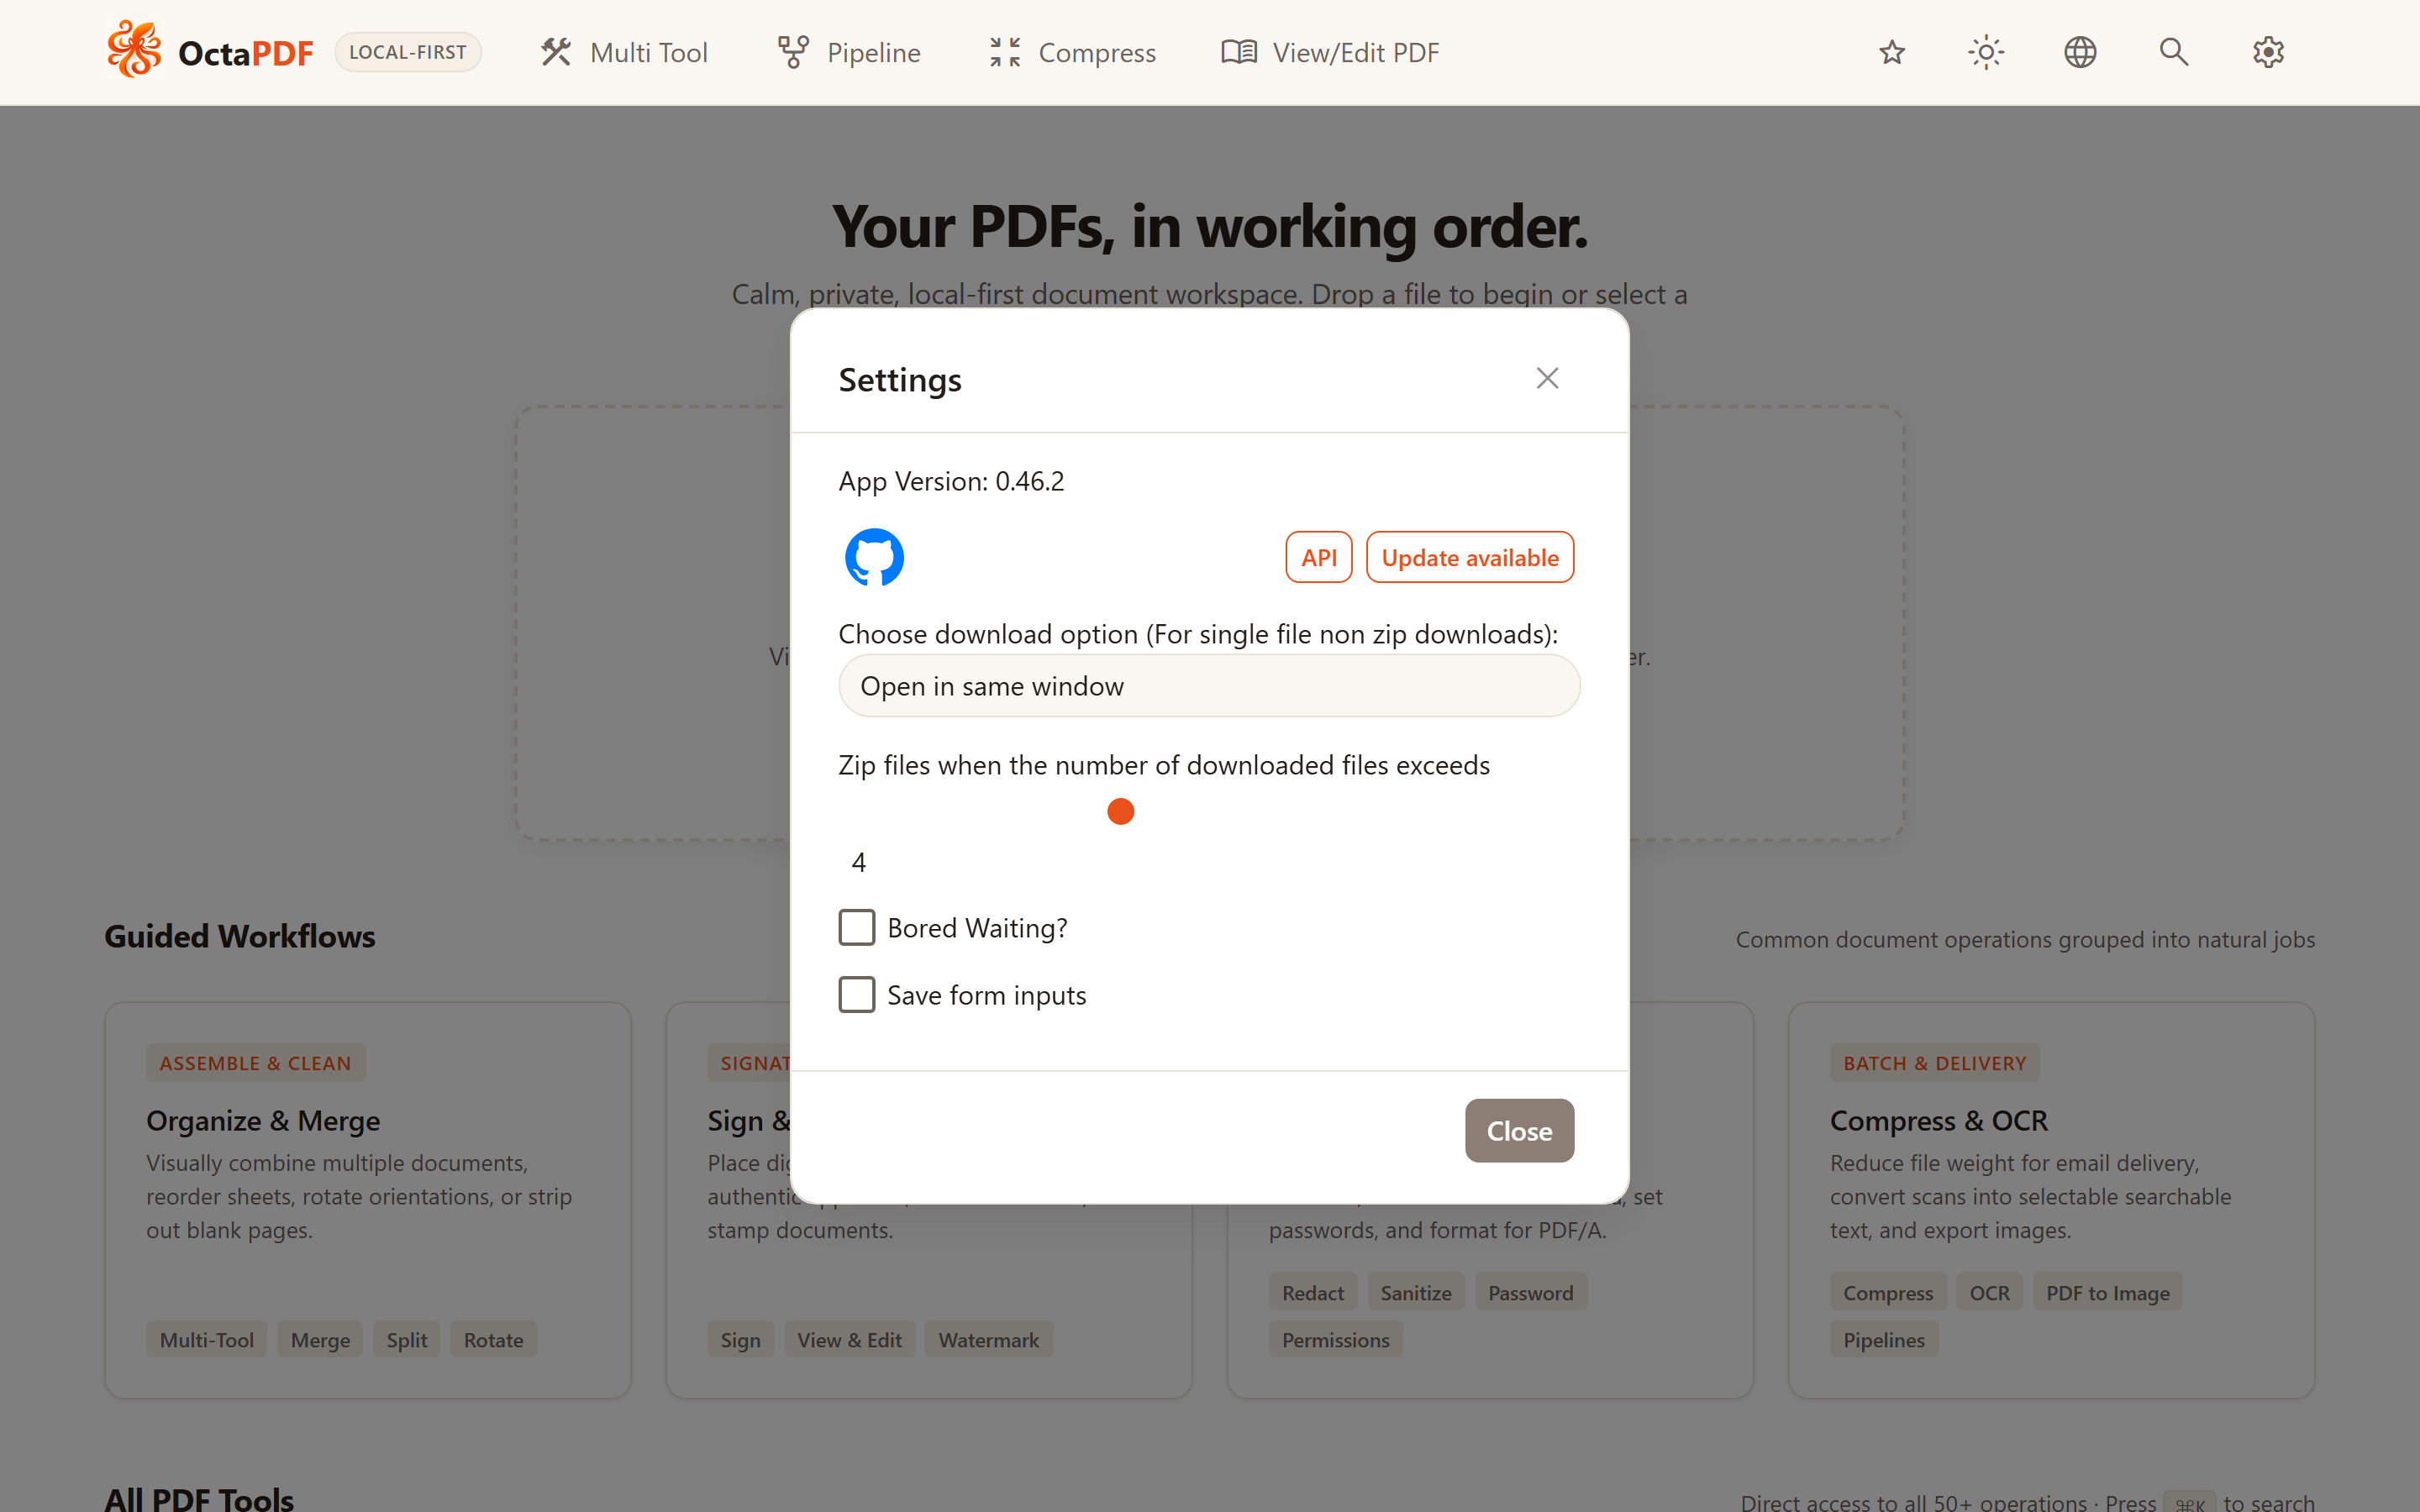 OctaPDF LOCAL-FIRST Multi Tool Pipeline Compress View/Edit PDF
Your PDFs, in working order.
Calm, private, local-first document workspace. Drop a file to begin or select a
Settings
App Version: 0.46.2
API Update available
Choose download option (For single file non zip downloads):
Open in same window
Zip files when the number of downloaded files exceeds
4
Bored Waiting?
Save form inputs
Close
Guided Workflows
Common document operations grouped into natural jobs
ASSEMBLE & CLEAN
Organize & Merge
Visually combine multiple documents,
reorder sheets, rotate orientations, or strip
out blank pages.
Multi-Tool Merge Split Rotate
Sign &
stamp documents.
Sign View & Edit Watermark
set
passwords, and format for PDF/A.
Redact Sanitize Password
Permissions
BATCH & DELIVERY
Compress & OCR
Reduce file weight for email delivery,
convert scans into selectable searchable
text, and export images.
Compress OCR PDF to Image
Pipelines
All PDF Tools
Direct access to all 50+ operations · Press ⌘K to search